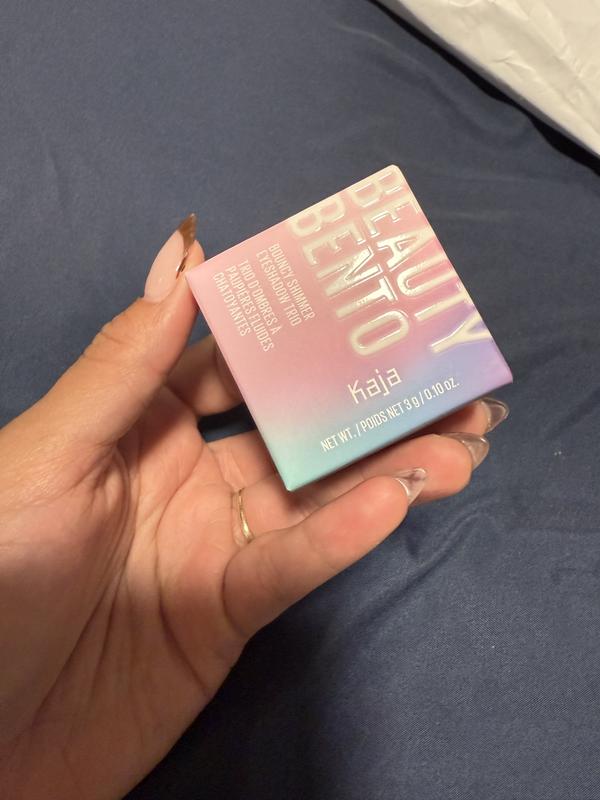 BEAUTY
BENTO
BOUNCY SHIMMER
EYESHADOW TRIO
TRIO D'OMBRES À
PAUPIÈRES FLUIDES
CHATOYANTES
Kaja
NET WT. / POIDS NET 3 g / 0.10 oz.